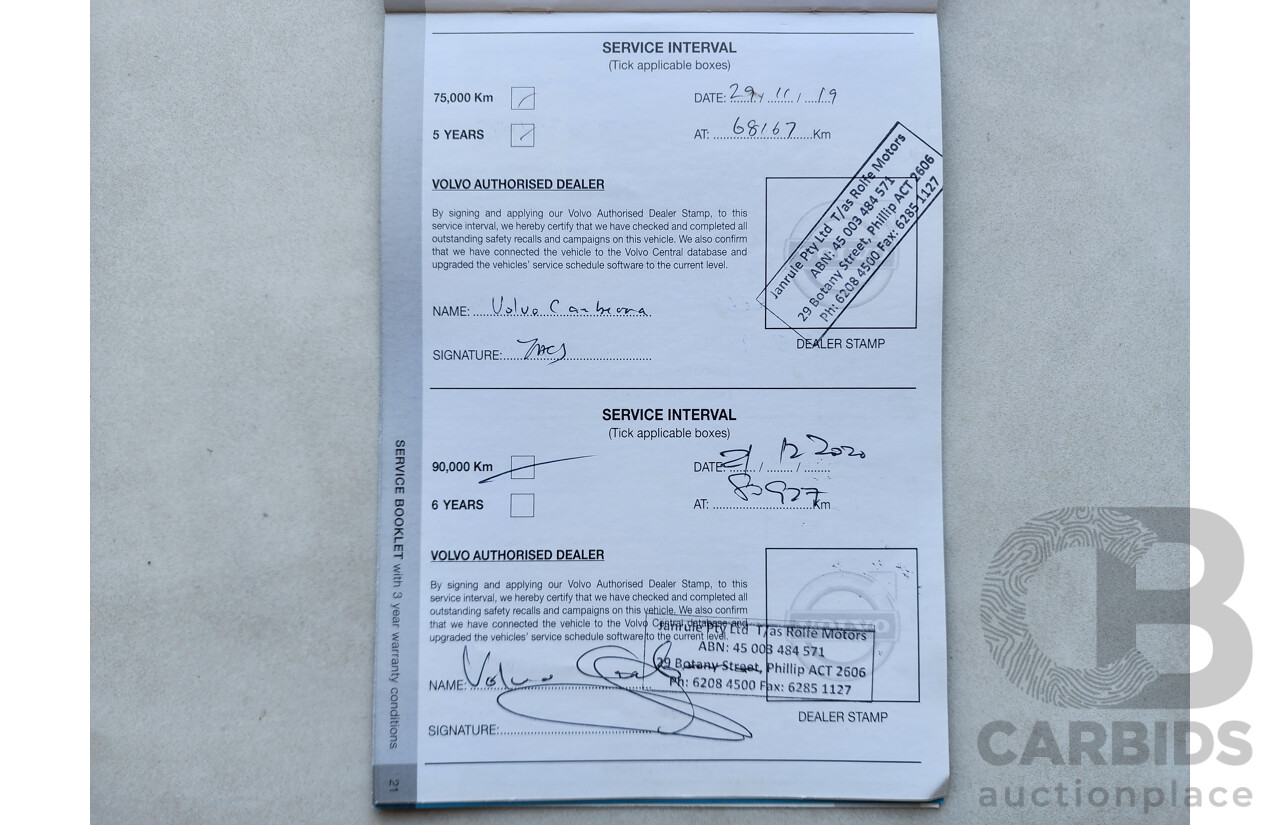 SERVICE INTERVAL
(Tick applicable boxes)
75,000 Km
DATE: 29 / 11 / 19
5 YEARS
AT: 68167 Km
VOLVO AUTHORISED DEALER
By signing and applying our Volvo Authorised Dealer Stamp, to this
service interval, we hereby certify that we have checked and completed all
outstanding safety recalls and campaigns on this vehicle. We also confirm
that we have connected the vehicle to the Volvo Central database and
upgraded the vehicles' service schedule software to the current level.
Janrule Pty Ltd T/as Rolfe Motors
ABN: 45 003 484 571
29 Botany Street, Phillip ACT 2606
Ph: 6208 4500 Fax: 6285 1127
NAME: Volvo Canberra
SIGNATURE:
DEALER STAMP
SERVICE INTERVAL
(Tick applicable boxes)
90,000 Km
DATE: 21 / 12 / 2020
6 YEARS
AT: Km
VOLVO AUTHORISED DEALER
By signing and applying our Volvo Authorised Dealer Stamp, to this
service interval, we hereby certify that we have checked and completed all
outstanding safety recalls and campaigns on this vehicle. We also confirm
that we have connected the vehicle to the Volvo Central database and
upgraded the vehicles' service schedule software to the current level.
Janrule Pty Ltd T/as Rolfe Motors
ABN: 45 003 484 571
29 Botany Street, Phillip ACT 2606
Ph: 6208 4500 Fax: 6285 1127
NAME: Volvo
SIGNATURE:
DEALER STAMP
SERVICE BOOKLET with 3 year warranty conditions
21
CB
CARBIDS
auctionplace